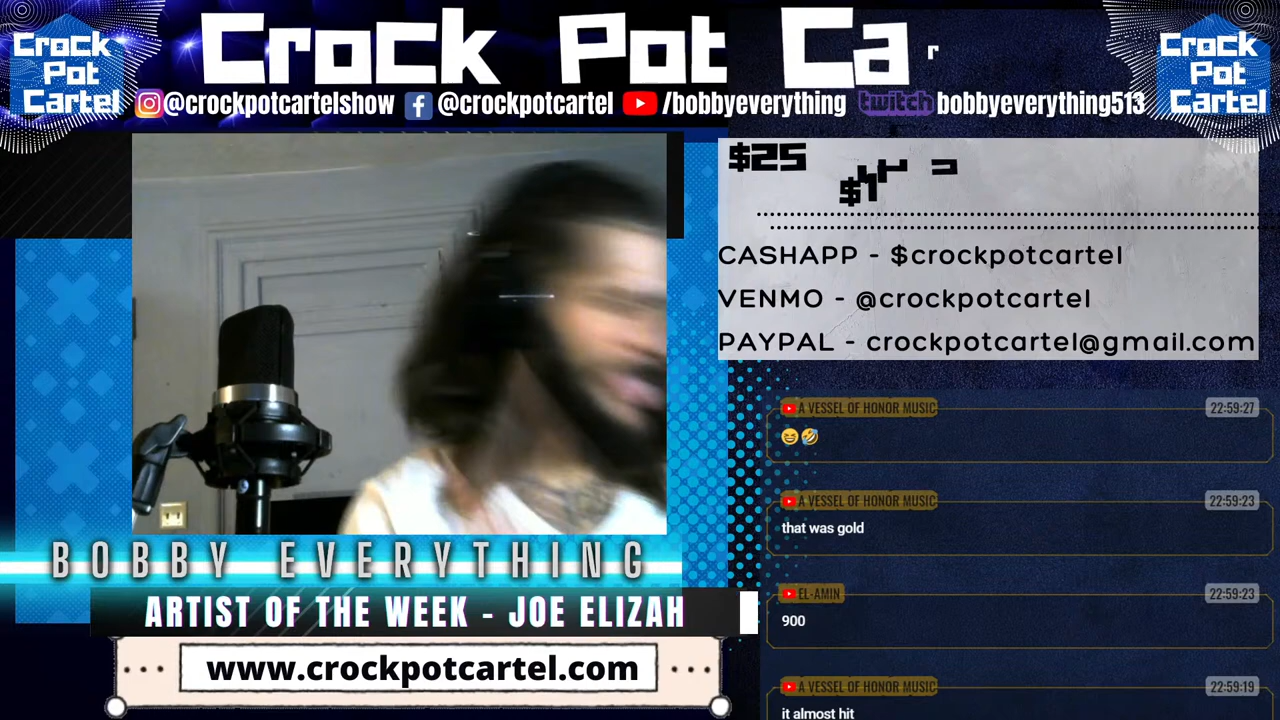 Crock Pot Ca r
Crock
Pot
Cartel
Crock
Pot
Cartel
@crockpotcartelshow @crockpotcartel /bobbyeverything twitch bobbyeverything513
$25
CASHAPP - $crockpotcartel
VENMO - @crockpotcartel
PAYPAL - crockpotcartel@gmail.com
A VESSEL OF HONOR MUSIC 22:59:27
😆🤣
A VESSEL OF HONOR MUSIC 22:59:23
that was gold
EL-AMIN 22:59:23
900
A VESSEL OF HONOR MUSIC 22:59:19
it almost hit
BOBBY EVERYTHING
ARTIST OF THE WEEK - JOE ELIZAH
www.crockpotcartel.com